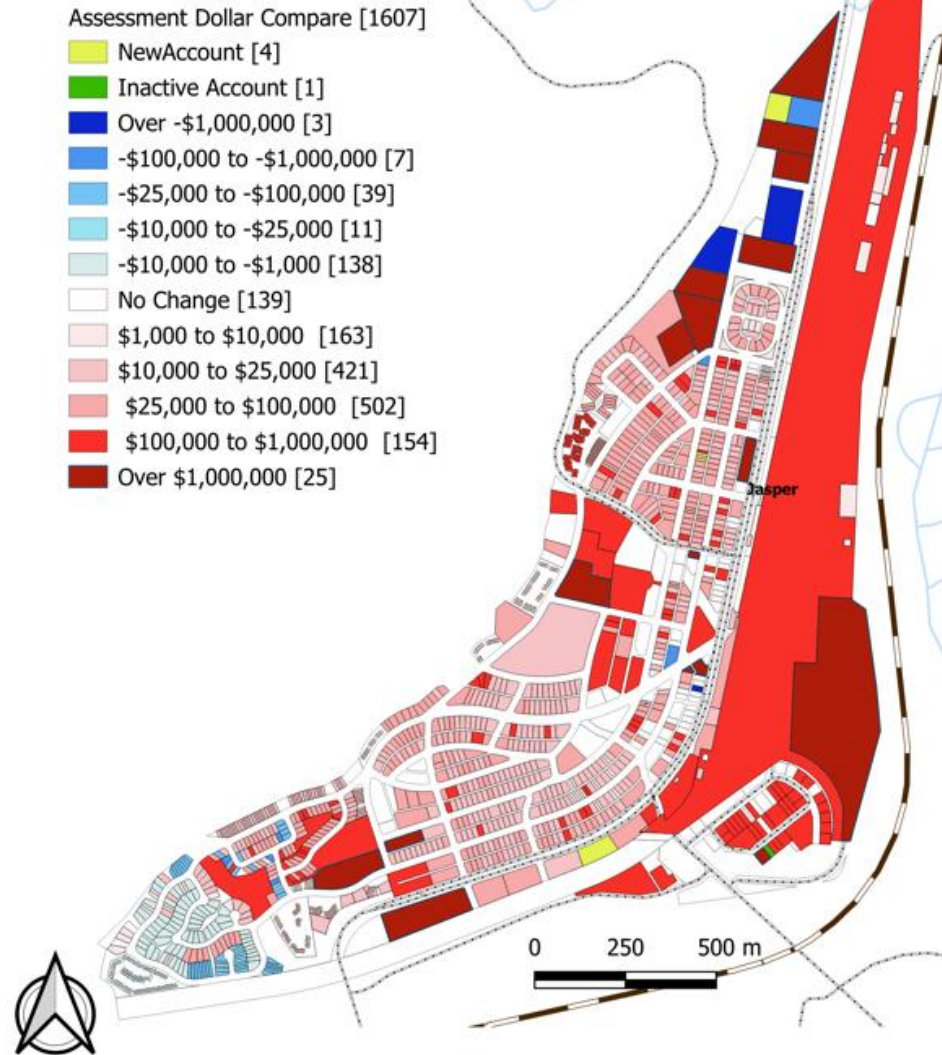 Assessment Dollar Compare [1607]
NewAccount [4]
Inactive Account [1]
Over -$1,000,000 [3]
-$100,000 to -$1,000,000 [7]
-$25,000 to -$100,000 [39]
-$10,000 to -$25,000 [11]
-$10,000 to -$1,000 [138]
No Change [139]
$1,000 to $10,000 [163]
$10,000 to $25,000 [421]
$25,000 to $100,000 [502]
$100,000 to $1,000,000 [154]
Over $1,000,000 [25]
Jasper
0 250 500 m